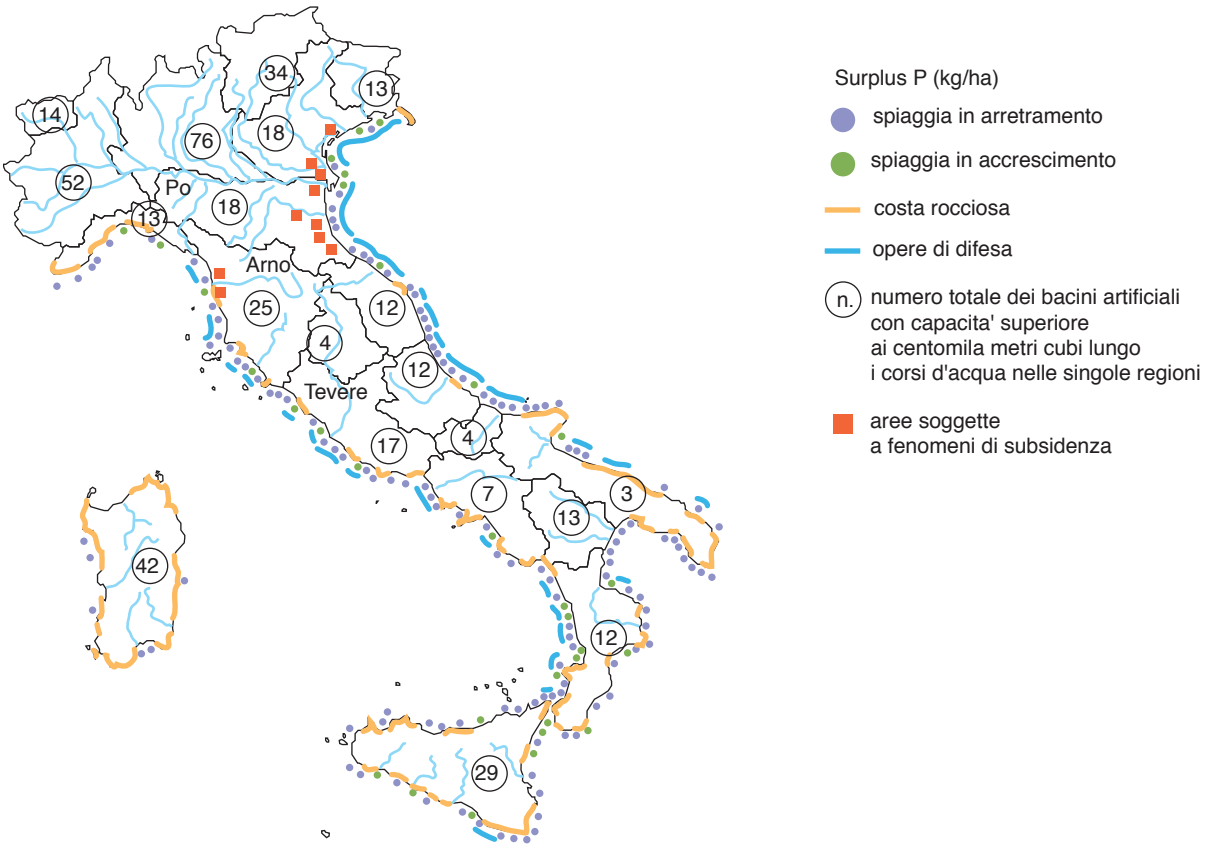 34
13
14
76
18
52
Po
18
13
Arno
25
12
4
12
Tevere
17
4
7
3
13
42
12
29
Surplus P (kg/ha)
spiaggia in arretramento
spiaggia in accrescimento
costa rocciosa
opere di difesa
n.
numero totale dei bacini artificiali
con capacita' superiore
ai centomila metri cubi lungo
i corsi d'acqua nelle singole regioni
aree soggette
a fenomeni di subsidenza